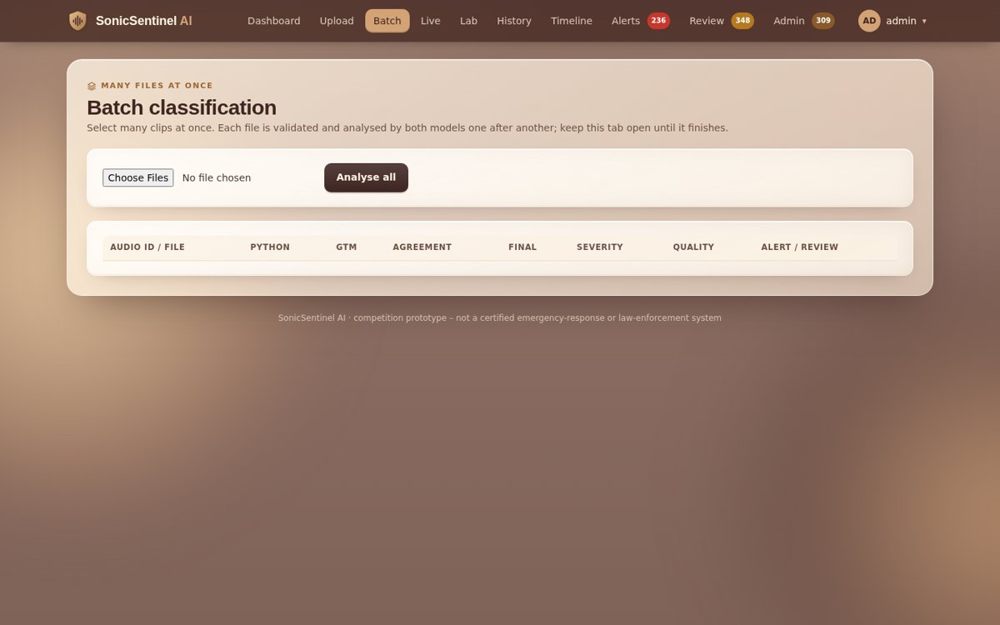 SonicSentinel AI Dashboard Upload Batch Live Lab History Timeline Alerts 236 Review 348 Admin 309 AD admin ▾
MANY FILES AT ONCE
Batch classification
Select many clips at once. Each file is validated and analysed by both models one after another; keep this tab open until it finishes.
Choose Files No file chosen Analyse all
AUDIO ID / FILE PYTHON GTM AGREEMENT FINAL SEVERITY QUALITY ALERT / REVIEW
SonicSentinel AI · competition prototype – not a certified emergency-response or law-enforcement system